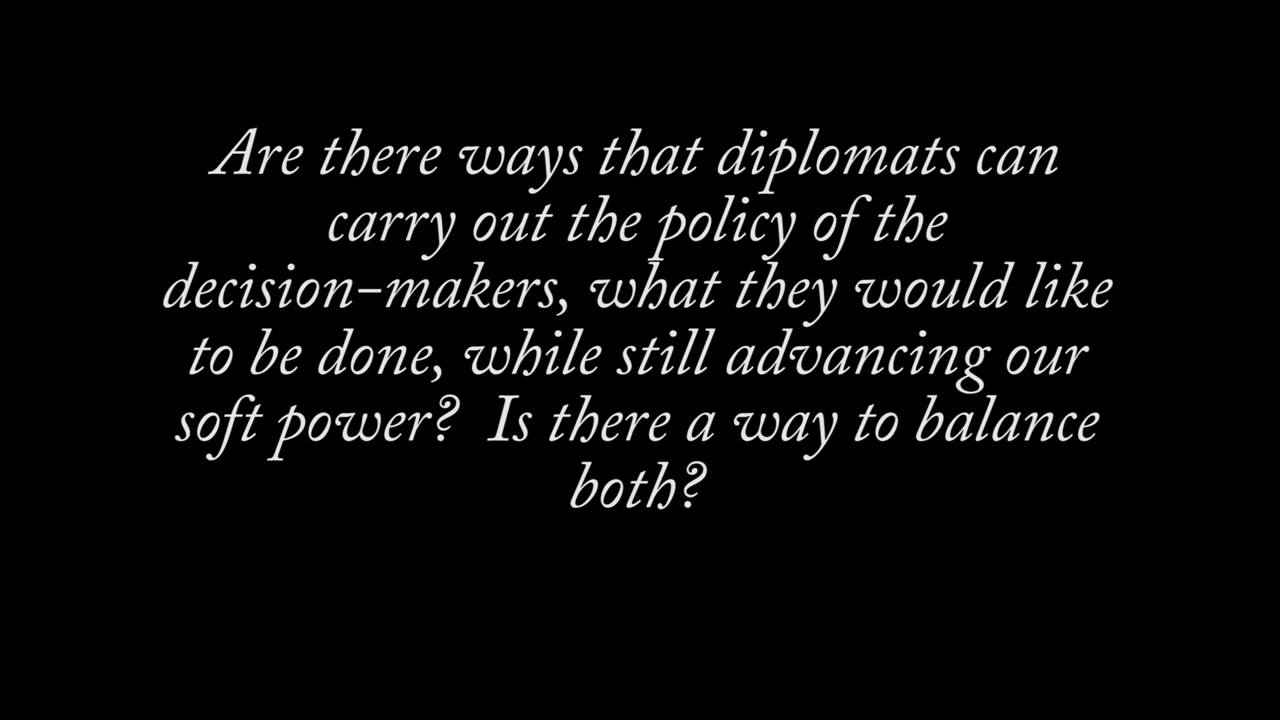 Are there ways that diplomats can
carry out the policy of the
decision-makers, what they would like
to be done, while still advancing our
soft power?  Is there a way to balance
both?